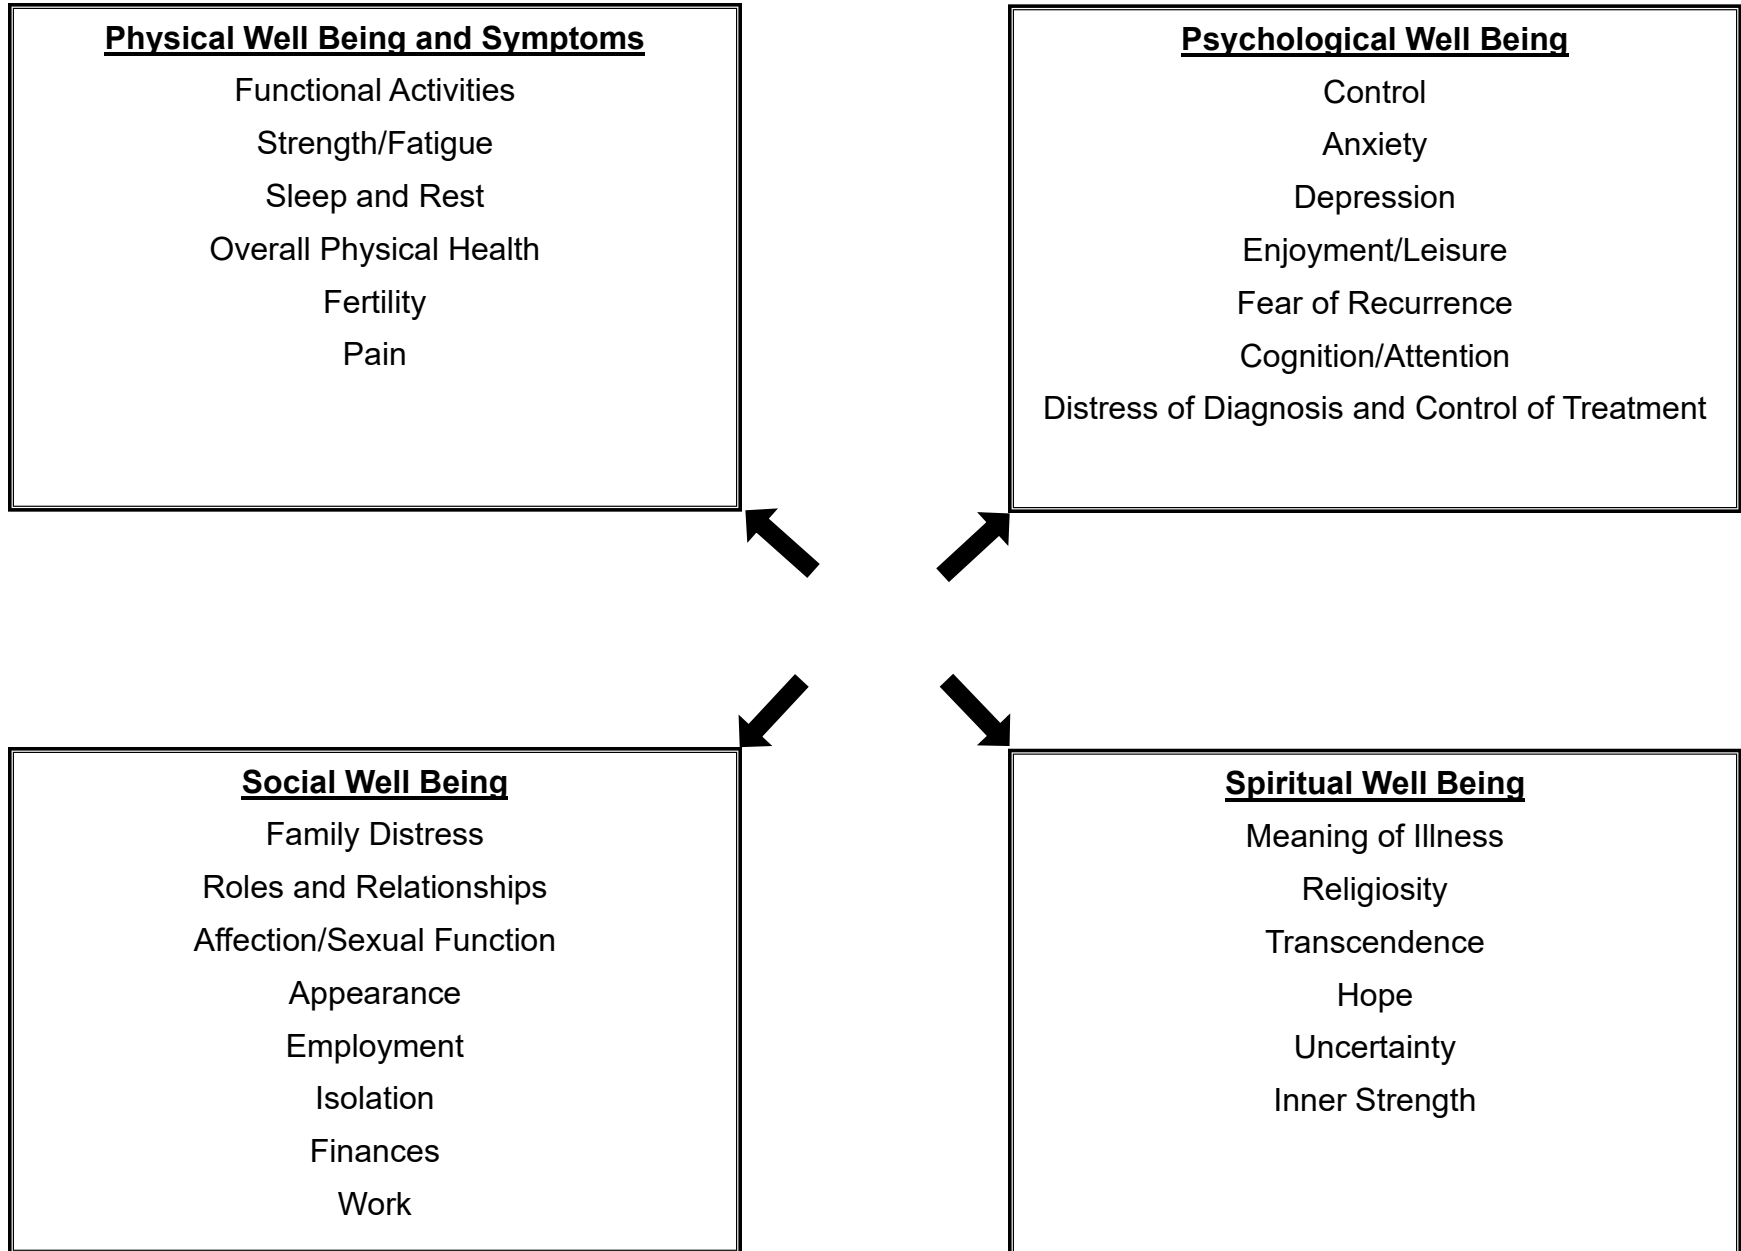 Physical Well Being and Symptoms
Functional Activities
Strength/Fatigue
Sleep and Rest
Overall Physical Health
Fertility
Pain
Psychological Well Being
Control
Anxiety
Depression
Enjoyment/Leisure
Fear of Recurrence
Cognition/Attention
Distress of Diagnosis and Control of Treatment
Social Well Being
Family Distress
Roles and Relationships
Affection/Sexual Function
Appearance
Employment
Isolation
Finances
Work
Spiritual Well Being
Meaning of Illness
Religiosity
Transcendence
Hope
Uncertainty
Inner Strength